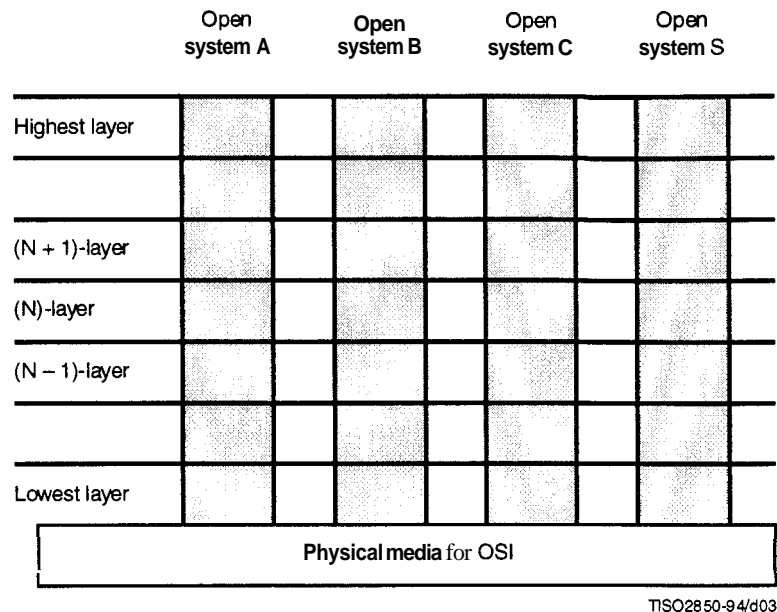 Open Open Open Open
system A system B system C system S
Highest layer
(N + 1)-layer
(N)-layer
(N – 1)-layer
Lowest layer
Physical media for OSI
TISO2850-94/d03